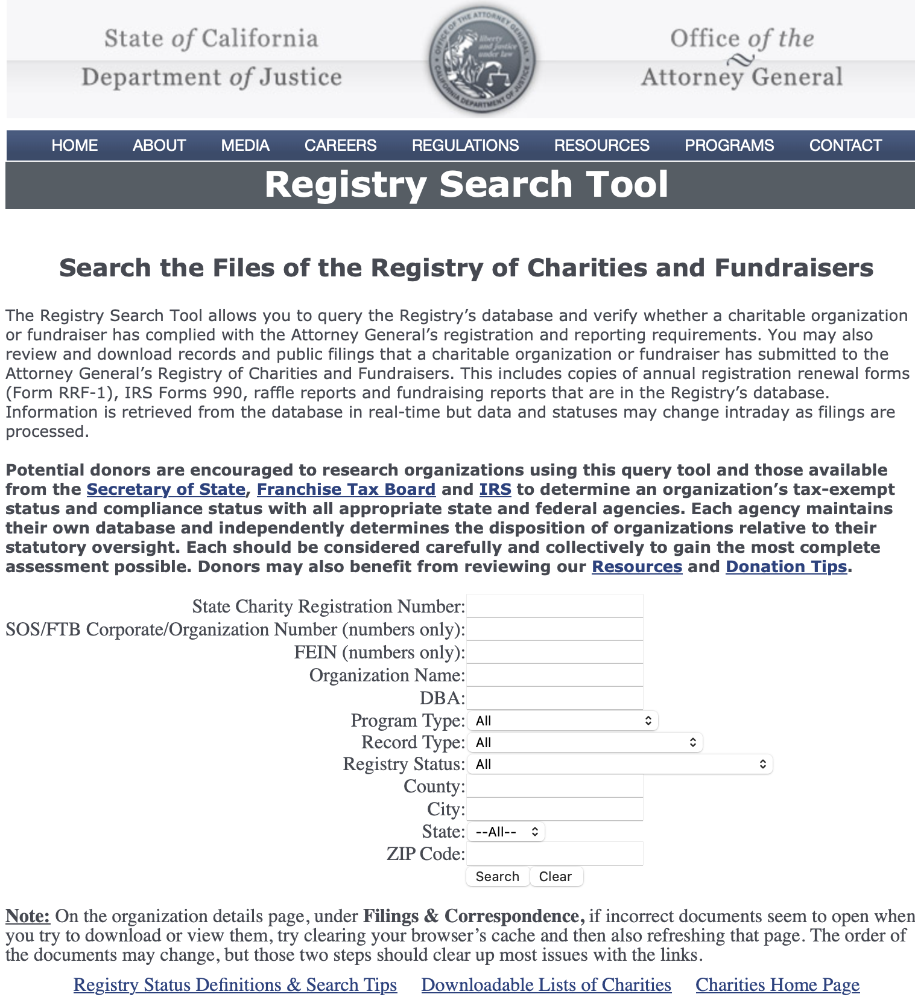 State of California
Department of Justice
OFFICE OF THE ATTORNEY GENERAL
liberty
and justice
under law
CALIFORNIA DEPARTMENT OF JUSTICE
Office of the
Attorney General
HOME ABOUT MEDIA CAREERS REGULATIONS RESOURCES PROGRAMS CONTACT
Registry Search Tool
Search the Files of the Registry of Charities and Fundraisers
The Registry Search Tool allows you to query the Registry’s database and verify whether a charitable organization
or fundraiser has complied with the Attorney General’s registration and reporting requirements. You may also
review and download records and public filings that a charitable organization or fundraiser has submitted to the
Attorney General’s Registry of Charities and Fundraisers. This includes copies of annual registration renewal forms
(Form RRF-1), IRS Forms 990, raffle reports and fundraising reports that are in the Registry’s database.
Information is retrieved from the database in real-time but data and statuses may change intraday as filings are
processed.
Potential donors are encouraged to research organizations using this query tool and those available
from the Secretary of State, Franchise Tax Board and IRS to determine an organization’s tax-exempt
status and compliance status with all appropriate state and federal agencies. Each agency maintains
their own database and independently determines the disposition of organizations relative to their
statutory oversight. Each should be considered carefully and collectively to gain the most complete
assessment possible. Donors may also benefit from reviewing our Resources and Donation Tips.
State Charity Registration Number:
SOS/FTB Corporate/Organization Number (numbers only):
FEIN (numbers only):
Organization Name:
DBA:
Program Type: All
Record Type: All
Registry Status: All
County:
City:
State: --All--
ZIP Code:
Search Clear
Note: On the organization details page, under Filings & Correspondence, if incorrect documents seem to open when
you try to download or view them, try clearing your browser’s cache and then also refreshing that page. The order of
the documents may change, but those two steps should clear up most issues with the links.
Registry Status Definitions & Search Tips Downloadable Lists of Charities Charities Home Page